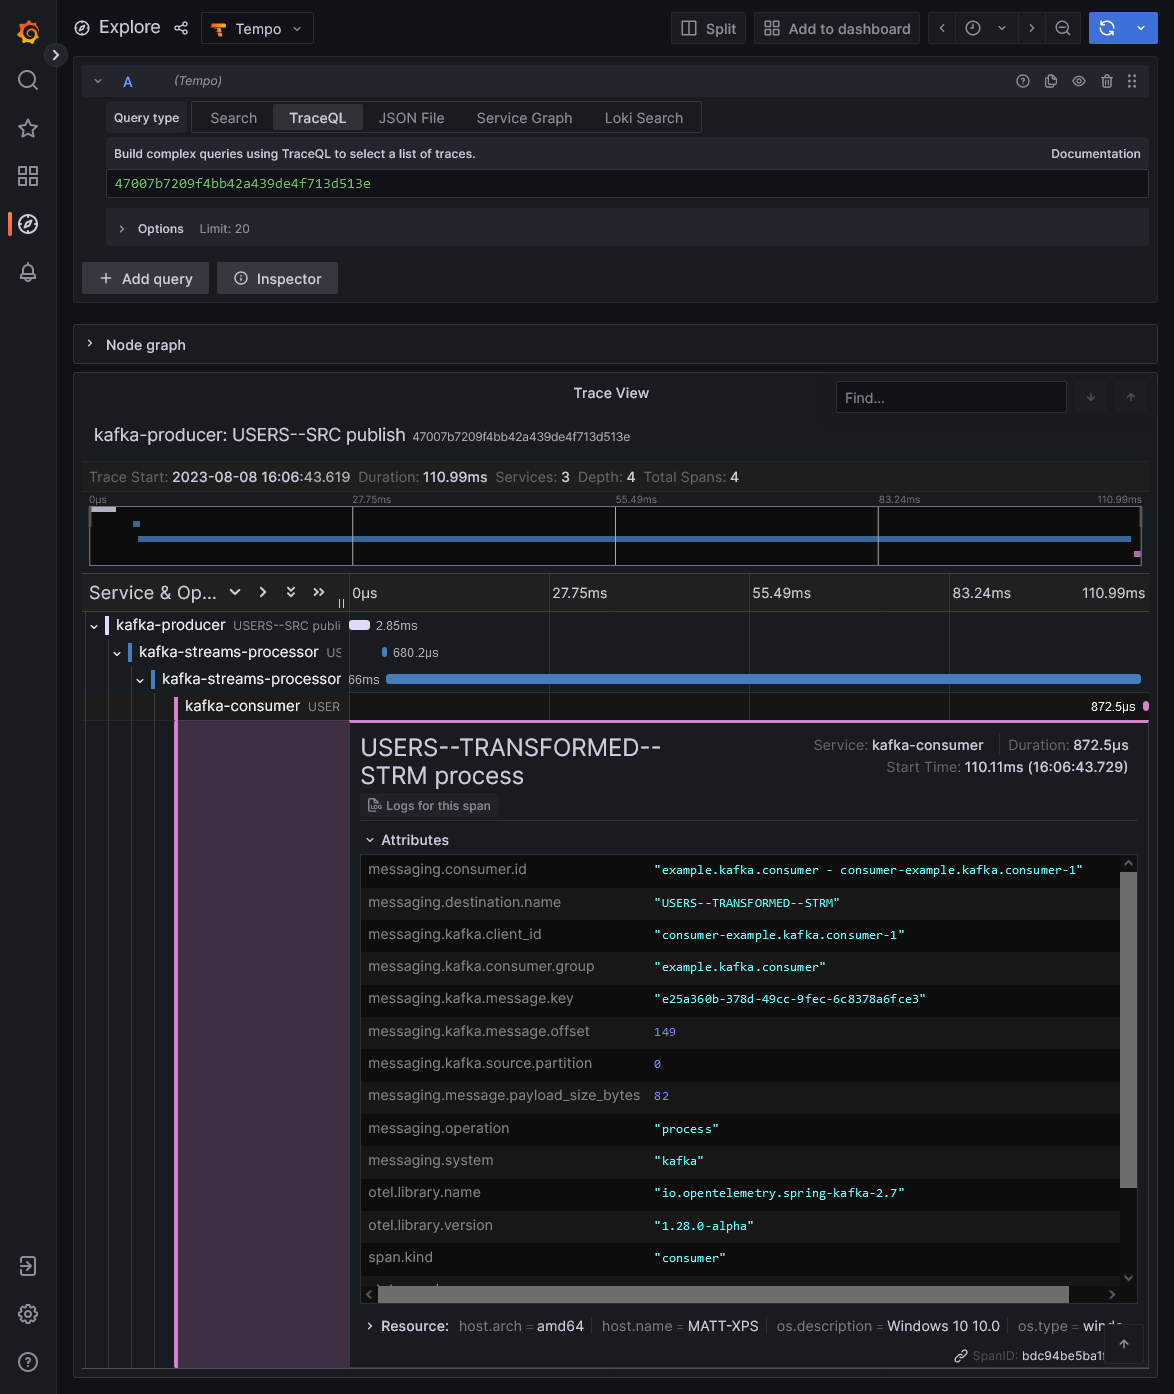 Explore
Tempo
Split
Add to dashboard
A (Tempo)
Query type Search TraceQL JSON File Service Graph Loki Search
Build complex queries using TraceQL to select a list of traces. Documentation
47007b7209f4bb42a439de4f713d513e
Options Limit: 20
+ Add query Inspector
Node graph
Trace View
Find...
kafka-producer: USERS--SRC publish 47007b7209f4bb42a439de4f713d513e
Trace Start: 2023-08-08 16:06:43.619 Duration: 110.99ms Services: 3 Depth: 4 Total Spans: 4
0μs 27.75ms 55.49ms 83.24ms 110.99ms
Service & Op... 0μs 27.75ms 55.49ms 83.24ms 110.99ms
kafka-producer USERS--SRC publi 2.85ms
kafka-streams-processor US 680.2μs
kafka-streams-processor 66ms
kafka-consumer USER 872.5μs
USERS--TRANSFORMED--
STRM process
Service: kafka-consumer Duration: 872.5μs
Start Time: 110.11ms (16:06:43.729)
Logs for this span
Attributes
messaging.consumer.id "example.kafka.consumer - consumer-example.kafka.consumer-1"
messaging.destination.name "USERS--TRANSFORMED--STRM"
messaging.kafka.client_id "consumer-example.kafka.consumer-1"
messaging.kafka.consumer.group "example.kafka.consumer"
messaging.kafka.message.key "e25a360b-378d-49cc-9fec-6c8378a6fce3"
messaging.kafka.message.offset 149
messaging.kafka.source.partition 0
messaging.message.payload_size_bytes 82
messaging.operation "process"
messaging.system "kafka"
otel.library.name "io.opentelemetry.spring-kafka-2.7"
otel.library.version "1.28.0-alpha"
span.kind "consumer"
Resource: host.arch = amd64 host.name = MATT-XPS os.description = Windows 10 10.0 os.type = windo
SpanID: bdc94be5ba1f